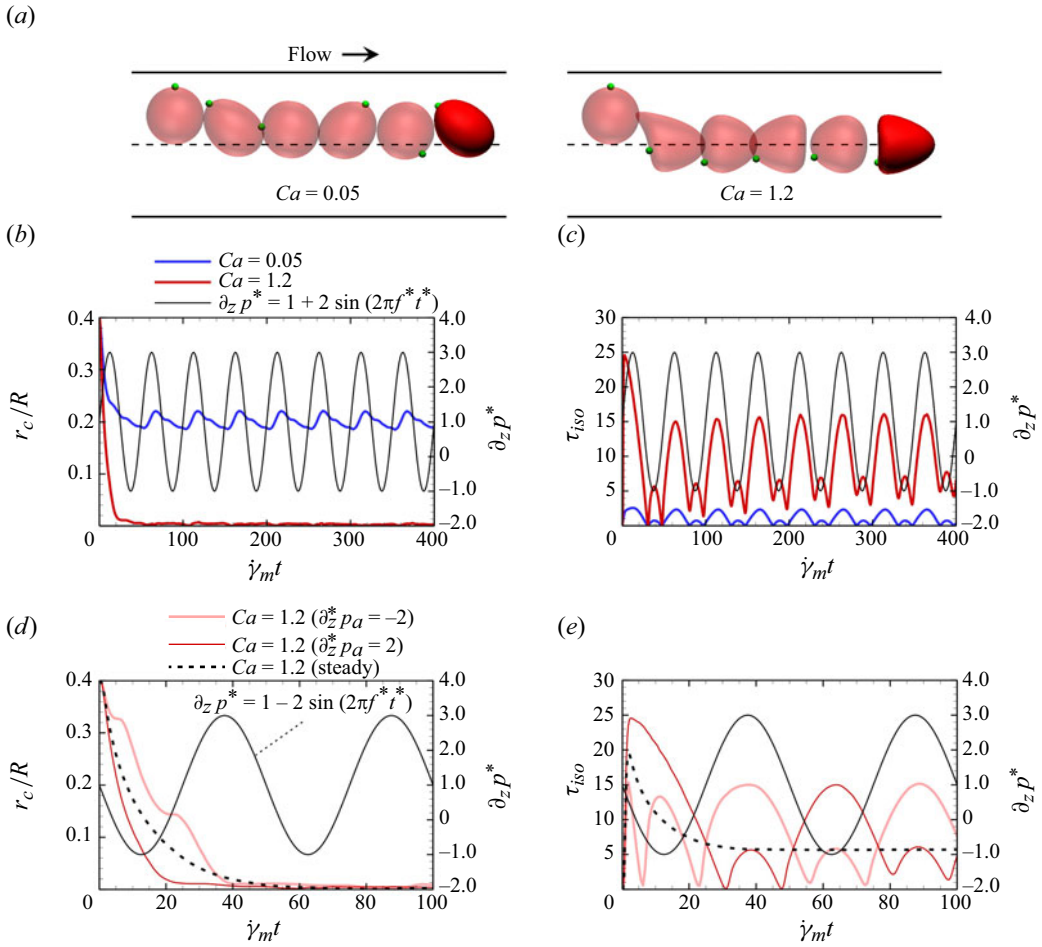 (a)
Flow
Ca = 0.05
Ca = 1.2
(b)
(c)
Ca = 0.05
Ca = 1.2
∂z p* = 1 + 2 sin (2πf*t*)
0.4
0.3
0.2
0.1
0
100
200
300
400
r_c/R
4.0
3.0
2.0
1.0
0
–1.0
–2.0
∂z p*
γ̇_m t
30
25
20
15
10
5
0
100
200
300
400
τ_iso
4.0
3.0
2.0
1.0
0
–1.0
–2.0
∂z p*
γ̇_m t
(d)
(e)
Ca = 1.2 (∂*z p_a = –2)
Ca = 1.2 (∂*z p_a = 2)
Ca = 1.2 (steady)
∂z p* = 1 – 2 sin (2πf*t*)
0.4
0.3
0.2
0.1
0
20
40
60
80
100
r_c/R
4.0
3.0
2.0
1.0
0
–1.0
–2.0
∂z p*
γ̇_m t
30
25
20
15
10
5
0
20
40
60
80
100
τ_iso
4.0
3.0
2.0
1.0
0
–1.0
–2.0
∂z p*
γ̇_m t